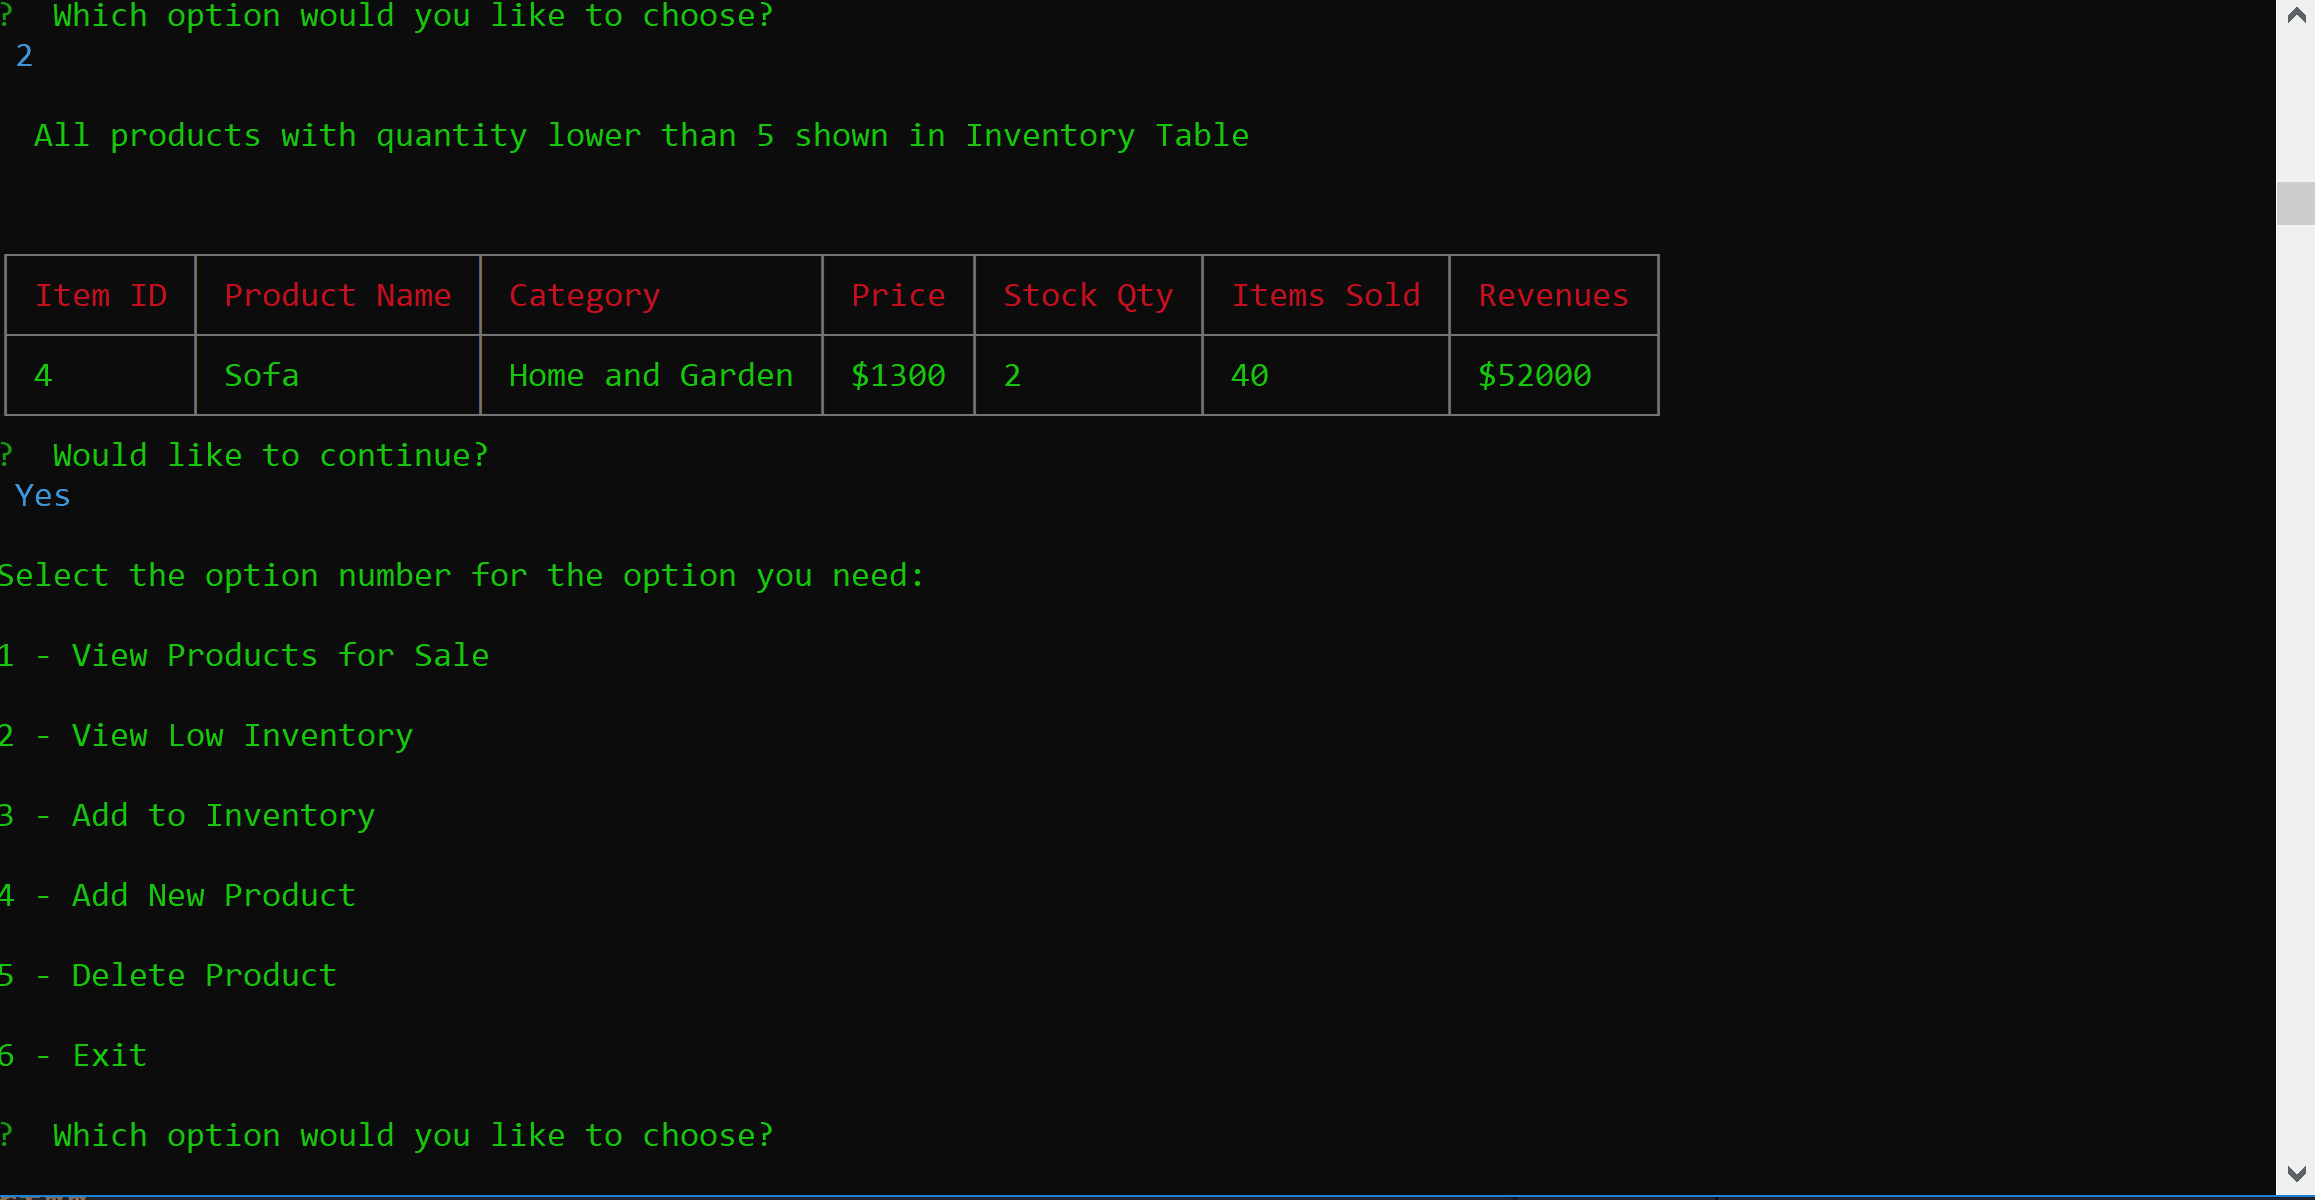 ? Which option would you like to choose?
2
All products with quantity lower than 5 shown in Inventory Table
Item ID Product Name Category Price Stock Qty Items Sold Revenues
4 Sofa Home and Garden $1300 2 40 $52000
? Would like to continue?
Yes
Select the option number for the option you need:
1 - View Products for Sale
2 - View Low Inventory
3 - Add to Inventory
4 - Add New Product
5 - Delete Product
6 - Exit
? Which option would you like to choose?